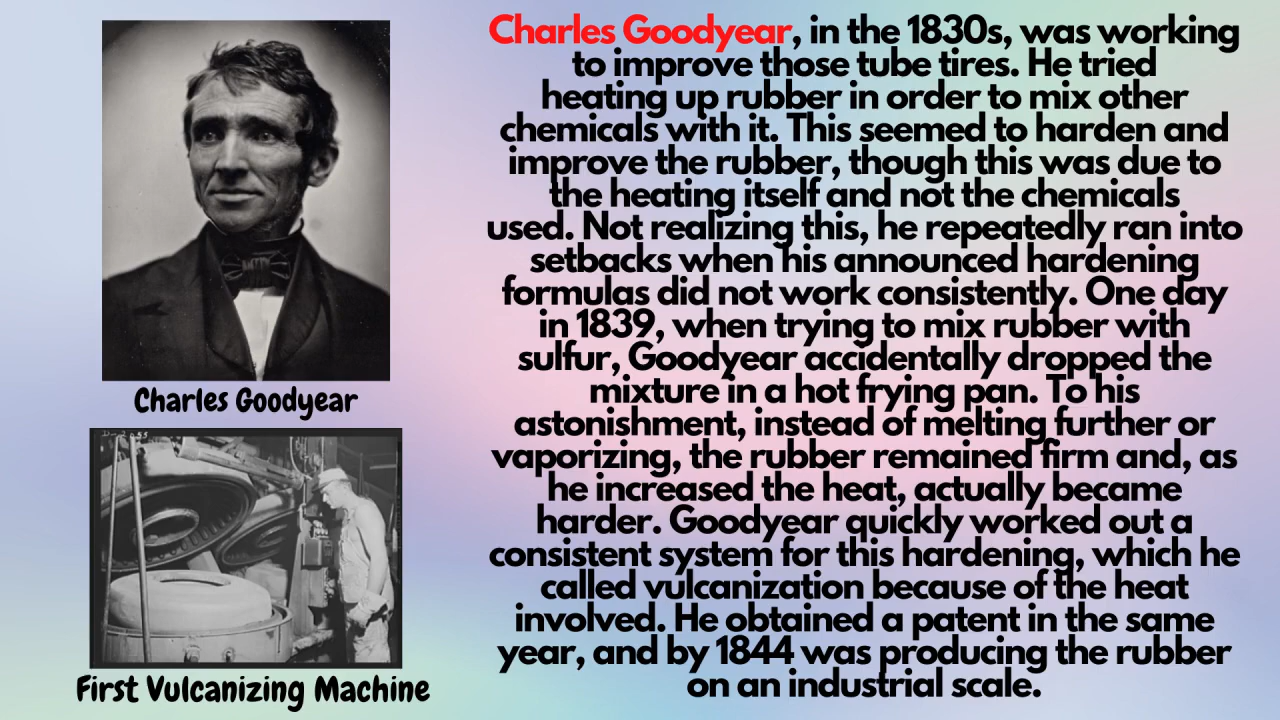 Charles Goodyear, in the 1830s, was working
to improve those tube tires. He tried
heating up rubber in order to mix other
chemicals with it. This seemed to harden and
improve the rubber, though this was due to
the heating itself and not the chemicals
used. Not realizing this, he repeatedly ran into
setbacks when his announced hardening
formulas did not work consistently. One day
in 1839, when trying to mix rubber with
sulfur, Goodyear accidentally dropped the
mixture in a hot frying pan. To his
astonishment, instead of melting further or
vaporizing, the rubber remained firm and, as
he increased the heat, actually became
harder. Goodyear quickly worked out a
consistent system for this hardening, which he
called vulcanization because of the heat
involved. He obtained a patent in the same
year, and by 1844 was producing the rubber
on an industrial scale.
Charles Goodyear
First Vulcanizing Machine